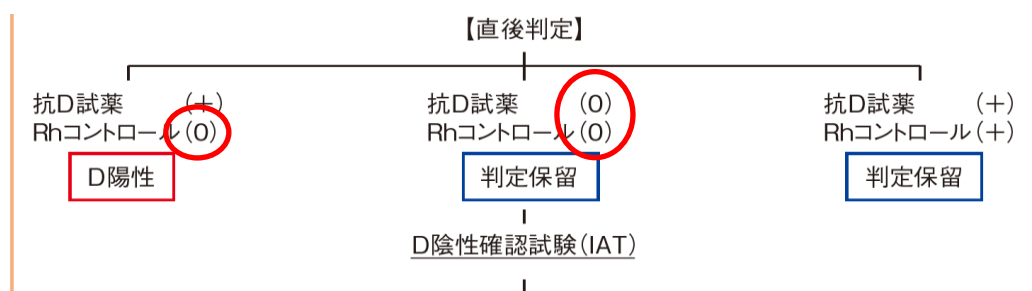 【直後判定】
抗D試薬 (+) 抗D試薬 (0) 抗D試薬 (+)
Rhコントロール(0) Rhコントロール(0) Rhコントロール(+)
D陽性 判定保留 判定保留
D陰性確認試験(IAT)